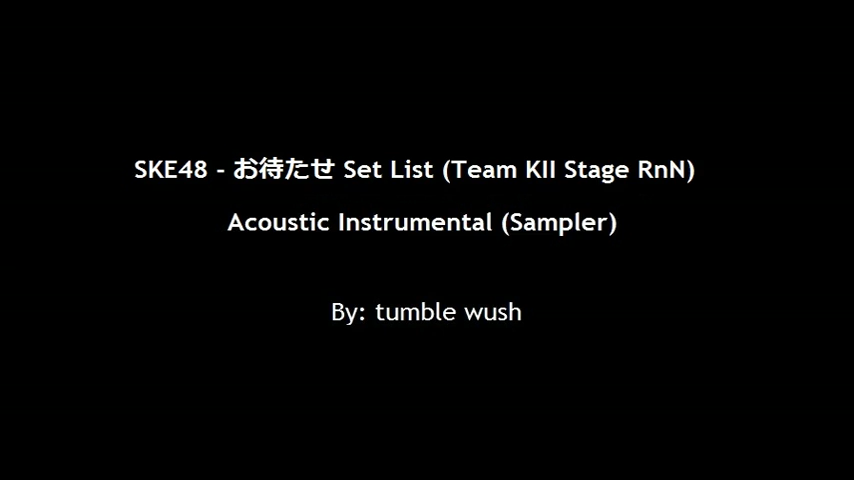 SKE48 - お待たせ Set List (Team KII Stage RnN)
Acoustic Instrumental (Sampler)
By: tumble wush